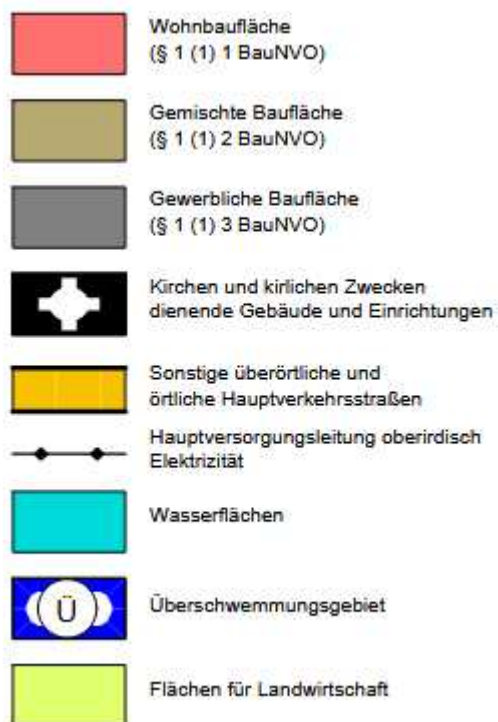 Wohnbaufläche
(§ 1 (1) 1 BauNVO)
Gemischte Baufläche
(§ 1 (1) 2 BauNVO)
Gewerbliche Baufläche
(§ 1 (1) 3 BauNVO)
Kirchen und kirlichen Zwecken
dienende Gebäude und Einrichtungen
Sonstige überörtliche und
örtliche Hauptverkehrsstraßen
Hauptversorgungsleitung oberirdisch
Elektrizität
Wasserflächen
Ü
Überschwemmungsgebiet
Flächen für Landwirtschaft